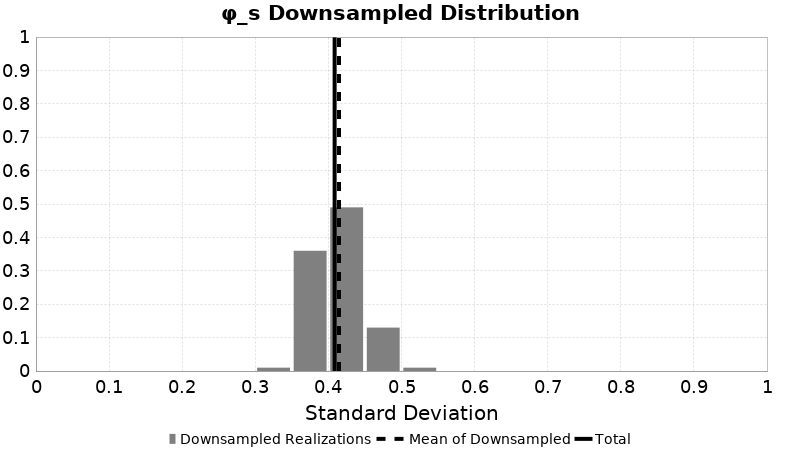 φ_s Downsampled Distribution
1
0.9
0.8
0.7
0.6
0.5
0.4
0.3
0.2
0.1
0
0 0.1 0.2 0.3 0.4 0.5 0.6 0.7 0.8 0.9 1
Standard Deviation
Downsampled Realizations Mean of Downsampled Total